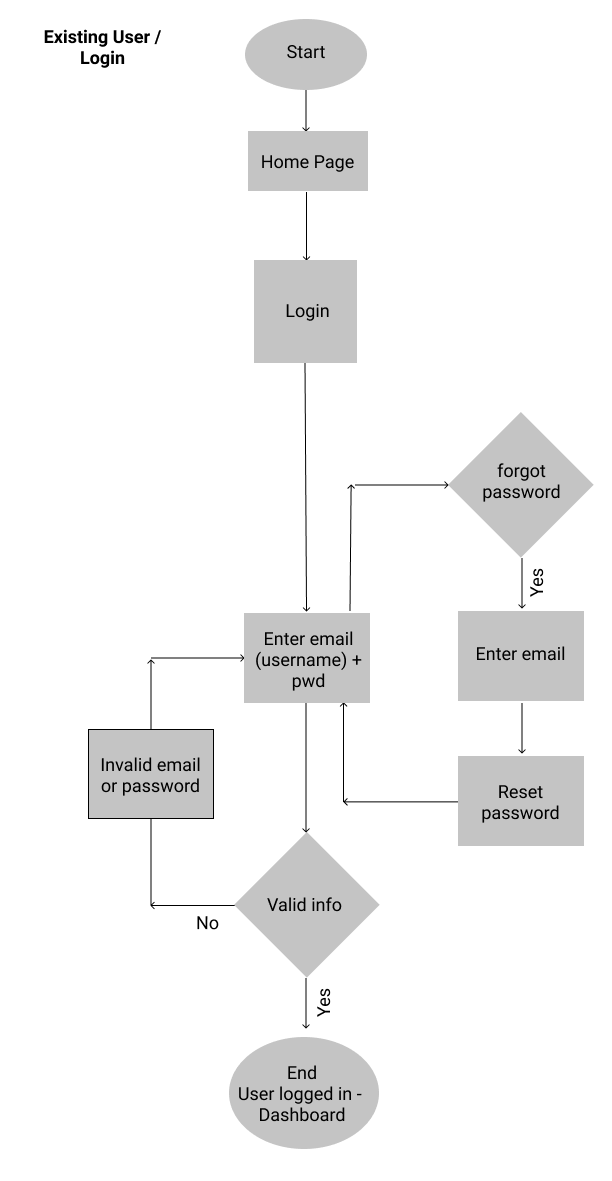 Existing User /
Login
Start
Home Page
Login
forgot
password
Yes
Enter email
(username) +
pwd
Enter email
Invalid email
or password
Reset
password
Valid info
No
Yes
End
User logged in -
Dashboard